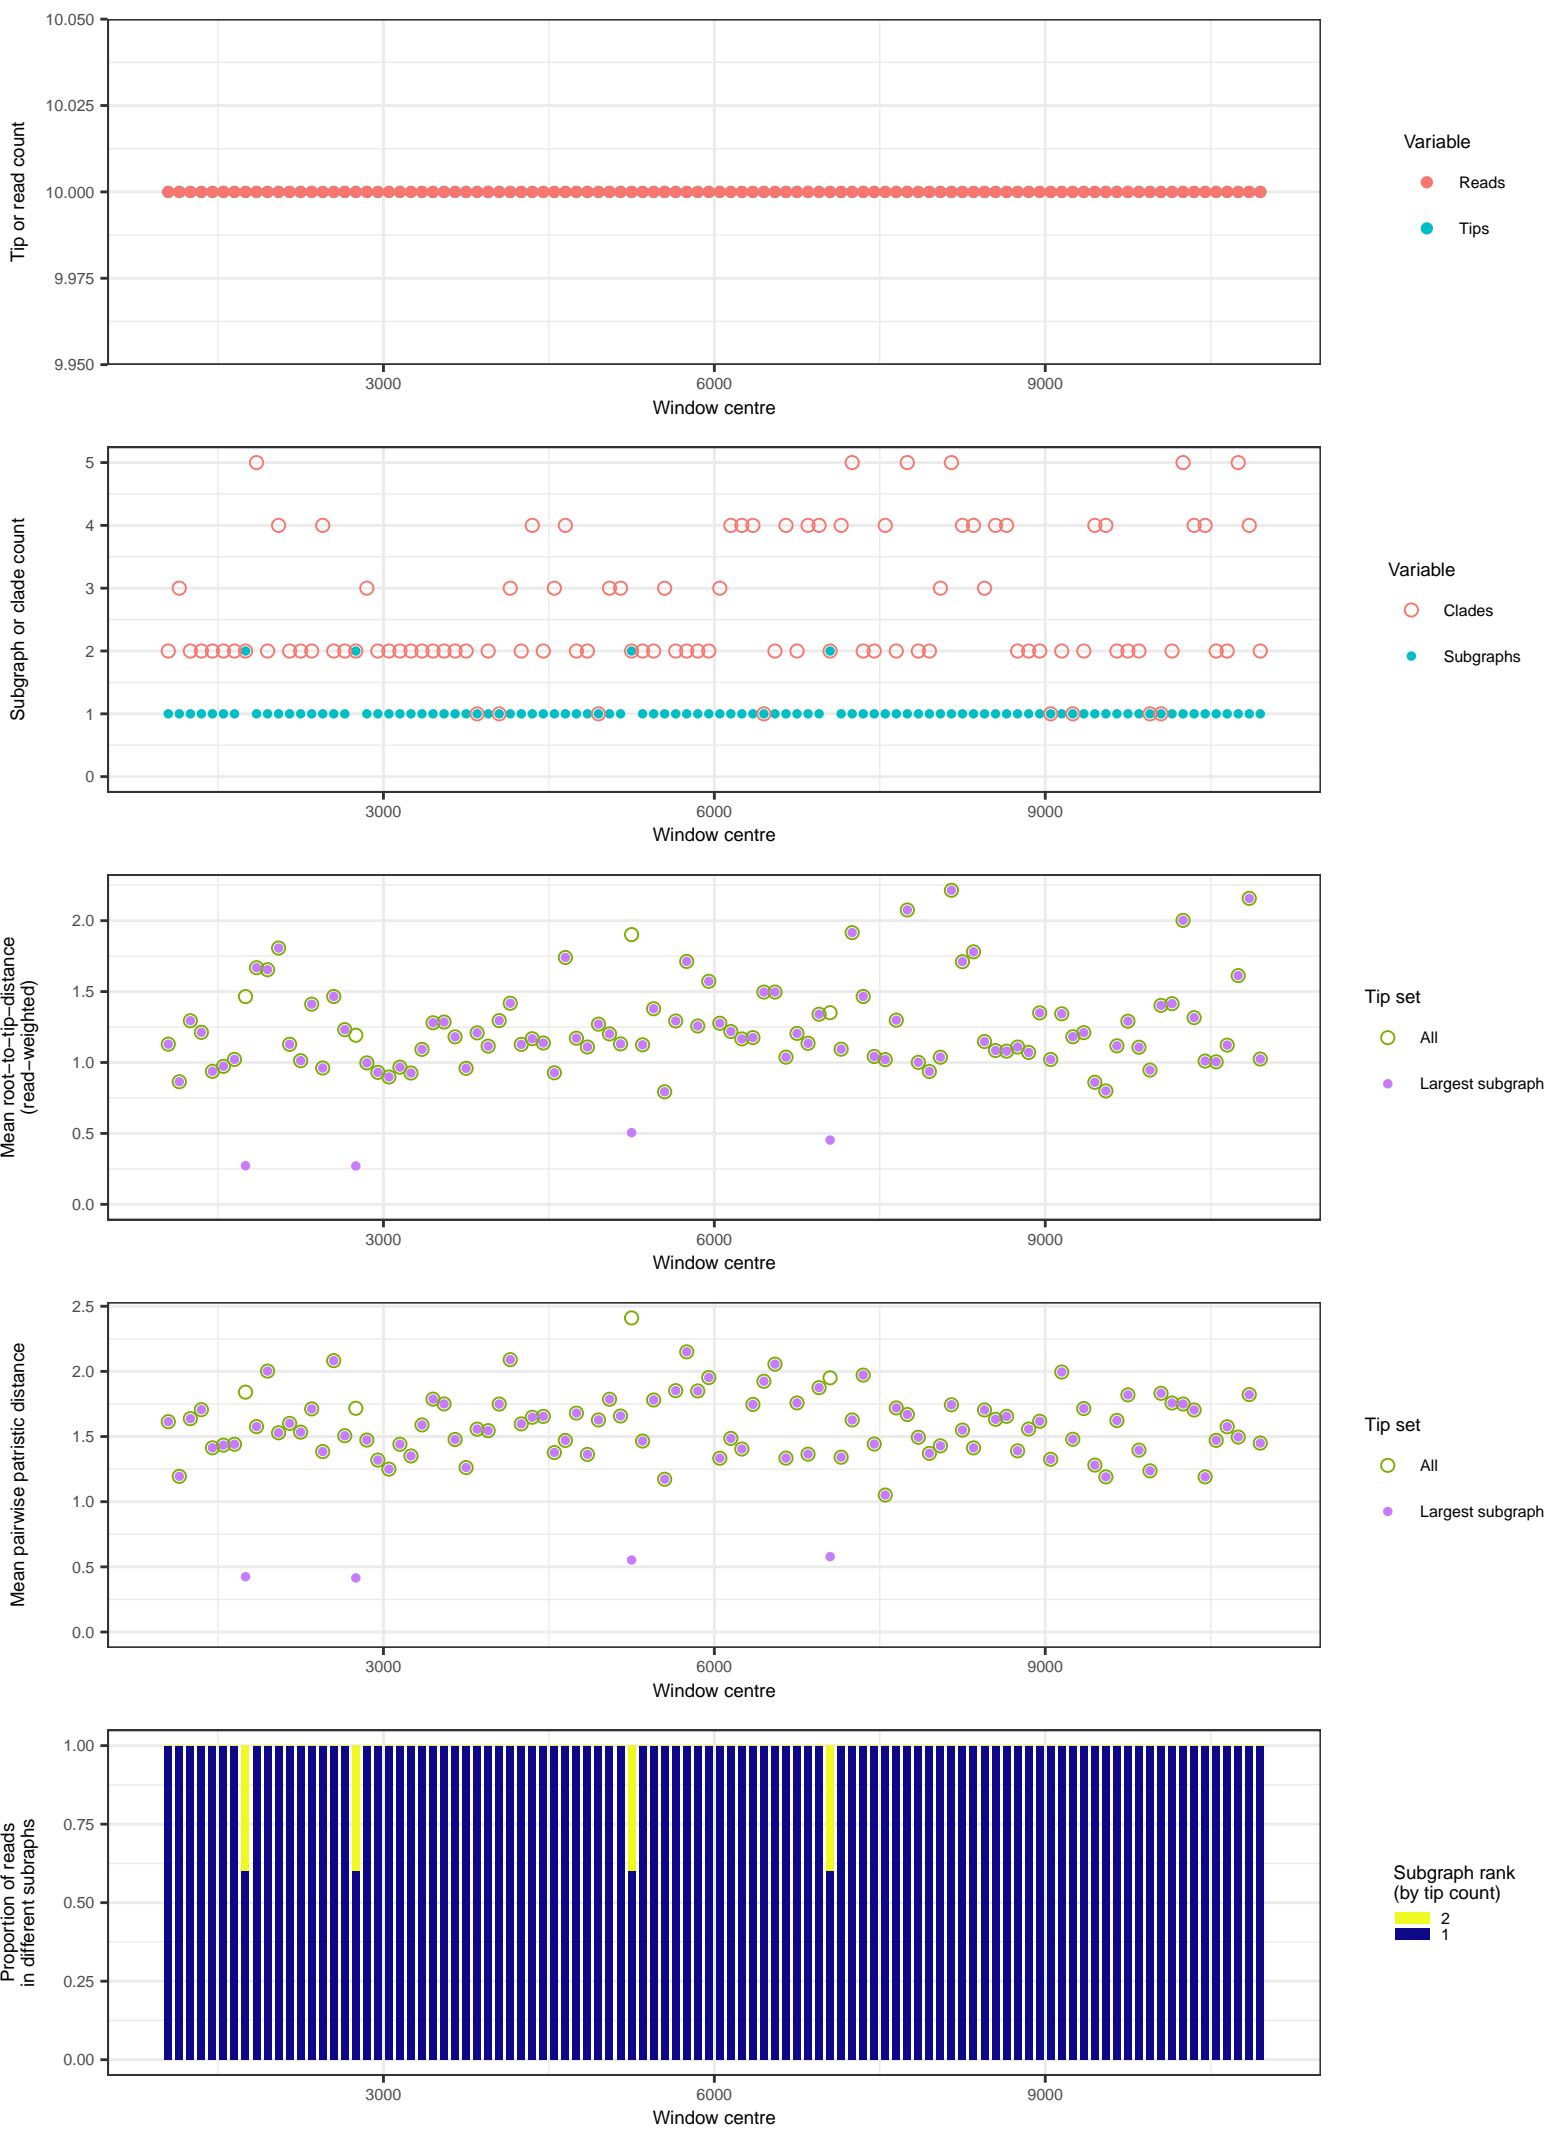 10.050
10.025
10.000
9.975
9.950
Tip or read count
3000
6000
9000
Window centre
Variable
Reads
Tips
5
4
3
2
1
0
Subgraph or clade count
3000
6000
9000
Window centre
Variable
Clades
Subgraphs
2.0
1.5
1.0
0.5
0.0
Mean root−to−tip−distance
(read−weighted)
3000
6000
9000
Window centre
Tip set
All
Largest subgraph
2.5
2.0
1.5
1.0
0.5
0.0
Mean pairwise patristic distance
3000
6000
9000
Window centre
Tip set
All
Largest subgraph
1.00
0.75
0.50
0.25
0.00
Proportion of reads
in different subraphs
3000
6000
9000
Window centre
Subgraph rank
(by tip count)
2
1